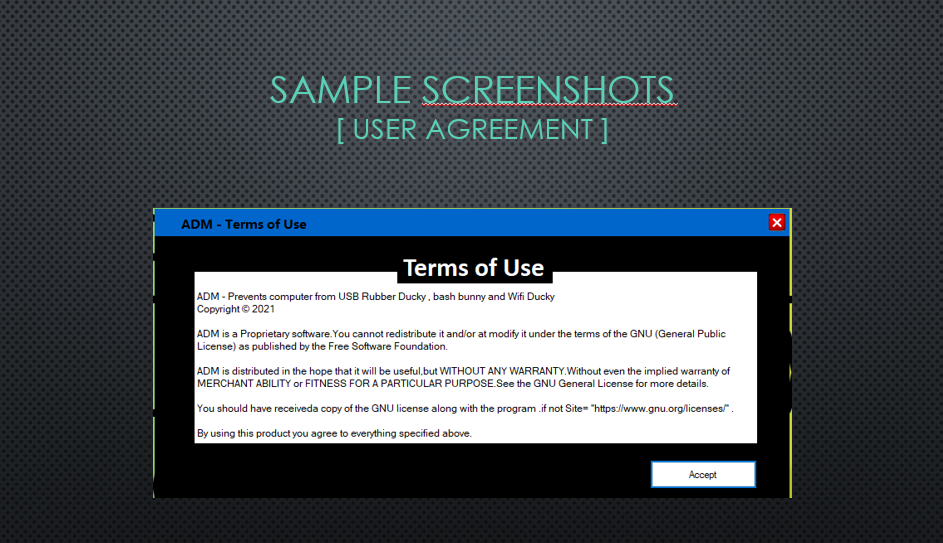 SAMPLE SCREENSHOTS
[ USER AGREEMENT ]
ADM - Terms of Use
Terms of Use
ADM - Prevents computer from USB Rubber Ducky , bash bunny and Wifi Ducky
Copyright © 2021
ADM is a Proprietary software.You cannot redistribute it and/or at modify it under the terms of the GNU (General Public
License) as published by the Free Software Foundation.
ADM is distributed in the hope that it will be useful,but WITHOUT ANY WARRANTY.Without even the implied warranty of
MERCHANT ABILITY or FITNESS FOR A PARTICULAR PURPOSE.See the GNU General License for more details.
You should have receiveda copy of the GNU license along with the program .if not Site= "https://www.gnu.org/licenses/" .
By using this product you agree to everything specified above.
Accept